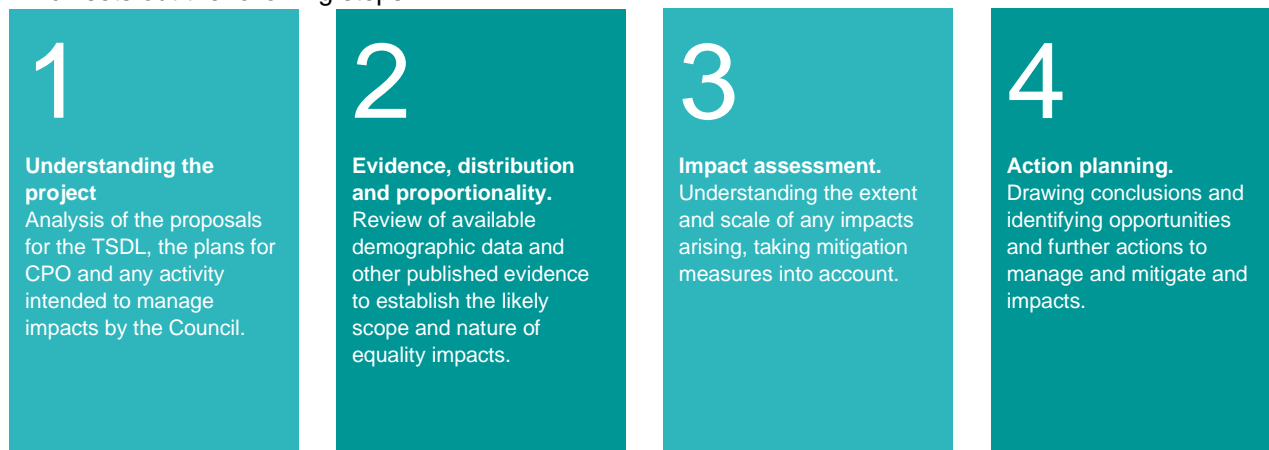 1
Understanding the
project
Analysis of the proposals
for the TSDL, the plans for
CPO and any activity
intended to manage
impacts by the Council.
2
Evidence, distribution
and proportionality.
Review of available
demographic data and
other published evidence
to establish the likely
scope and nature of
equality impacts.
3
Impact assessment.
Understanding the extent
and scale of any impacts
arising, taking mitigation
measures into account.
4
Action planning.
Drawing conclusions and
identifying opportunities
and further actions to
manage and mitigate and
impacts.